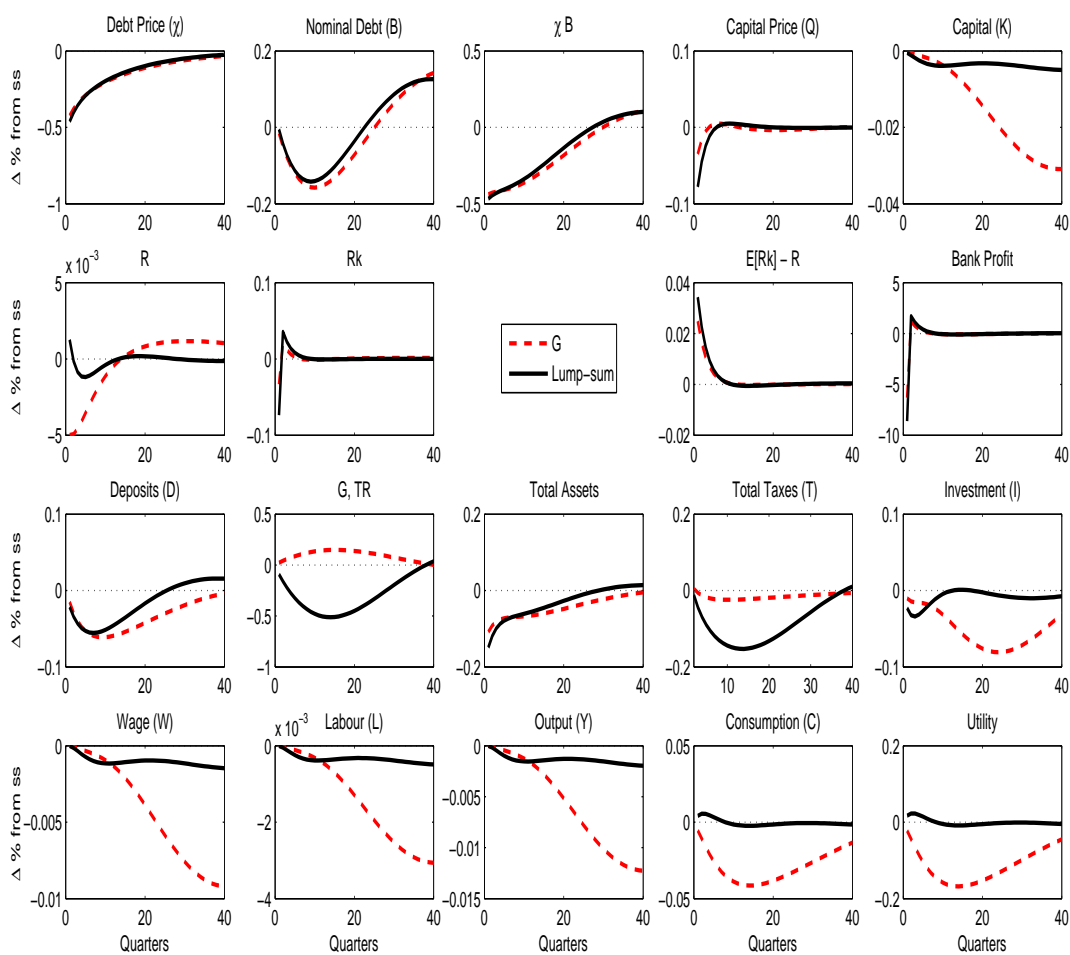 Debt Price (χ) Nominal Debt (B) χ B Capital Price (Q) Capital (K)
0 0.2 0.5 0.1 0
Δ % from ss −0.5 0 0 0 −0.02
−1 −0.2 −0.5 −0.1 −0.04
0 20 40 0 20 40 0 20 40 0 20 40 0 20 40
x 10⁻³ R Rk E[Rk] − R Bank Profit
5 0.1 0.04 5
Δ % from ss 0 0 0.02 0 0 −5
G
Lump−sum
−5 −0.1 −0.02 −10
0 20 40 0 20 40 0 20 40 0 20 40
Deposits (D) G, TR Total Assets Total Taxes (T) Investment (I)
0.1 0.5 0.2 0.2 0.1
Δ % from ss 0 0 −0.5 0 0 0
−0.1 −1 −0.2 −0.2 −0.1
0 20 40 0 20 40 0 20 40 10 20 30 40 0 20 40
Wage (W) x 10⁻³ Labour (L) Output (Y) Consumption (C) Utility
0 0 0 0.05 0.2
Δ % from ss −0.005 −2 −0.005 −0.01 0 0
−0.01 −4 −0.015 −0.05 −0.2
0 20 40 0 20 40 0 20 40 0 20 40 0 20 40
Quarters Quarters Quarters Quarters Quarters